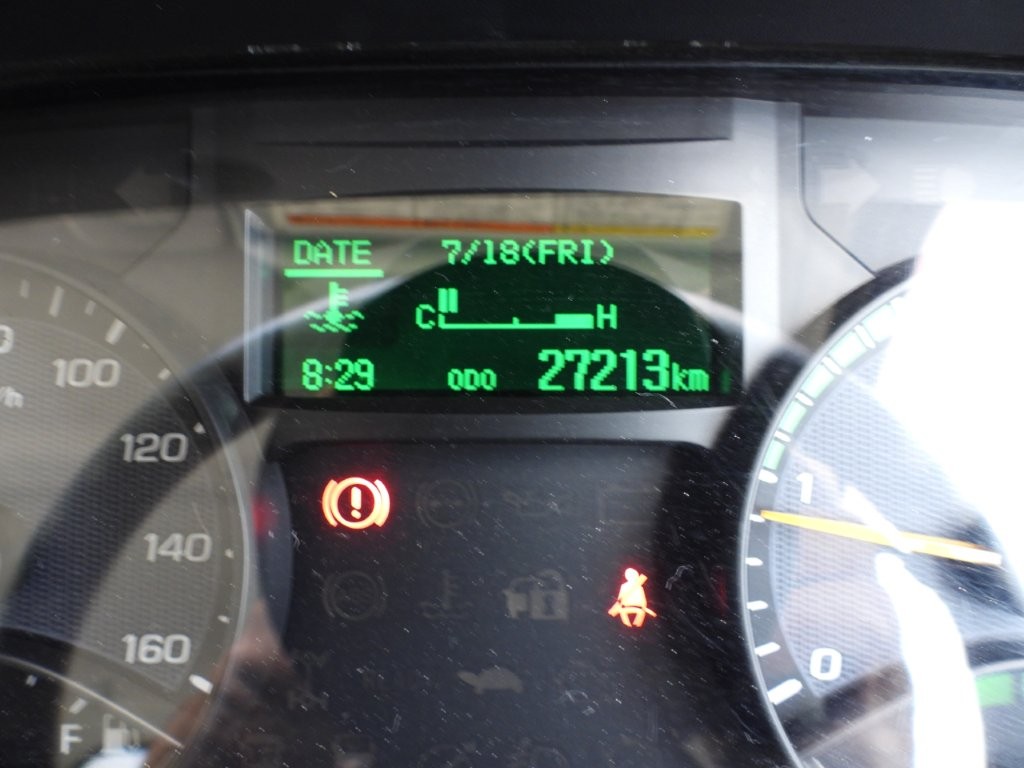 DATE 7/18(FRI)
C H
8:29 ODO 27213km
100
120
140
160
F
1
0